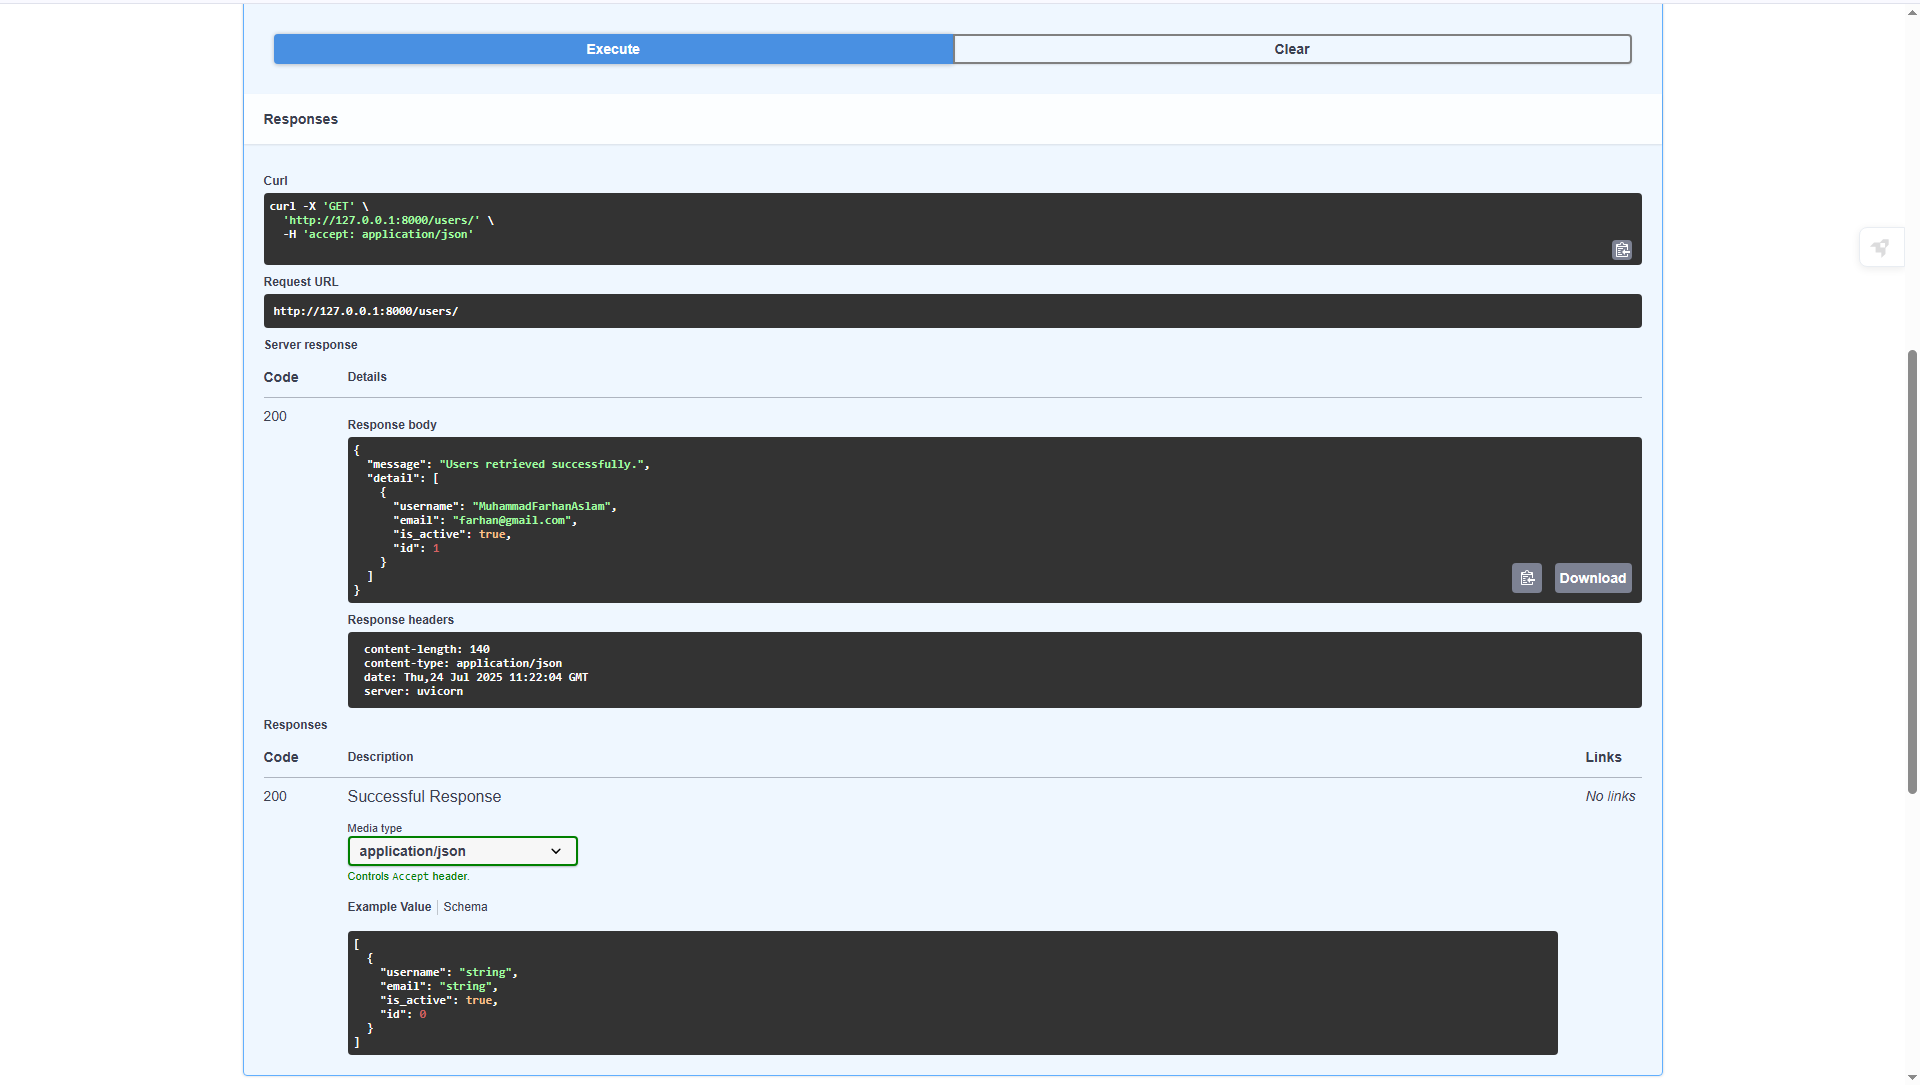 Execute
Clear
Responses
Curl
curl -X 'GET' \
  'http://127.0.0.1:8000/users/' \
  -H 'accept: application/json'
Request URL
http://127.0.0.1:8000/users/
Server response
Code Details
200
Response body
{
  "message": "Users retrieved successfully.",
  "detail": [
    {
      "username": "MuhammadFarhanAslam",
      "email": "farhan@gmail.com",
      "is_active": true,
      "id": 1
    }
  ]
}
Download
Response headers
content-length: 140
content-type: application/json
date: Thu,24 Jul 2025 11:22:04 GMT
server: uvicorn
Responses
Code Description Links
200 Successful Response No links
Media type
application/json
Controls Accept header.
Example Value Schema
[
  {
    "username": "string",
    "email": "string",
    "is_active": true,
    "id": 0
  }
]